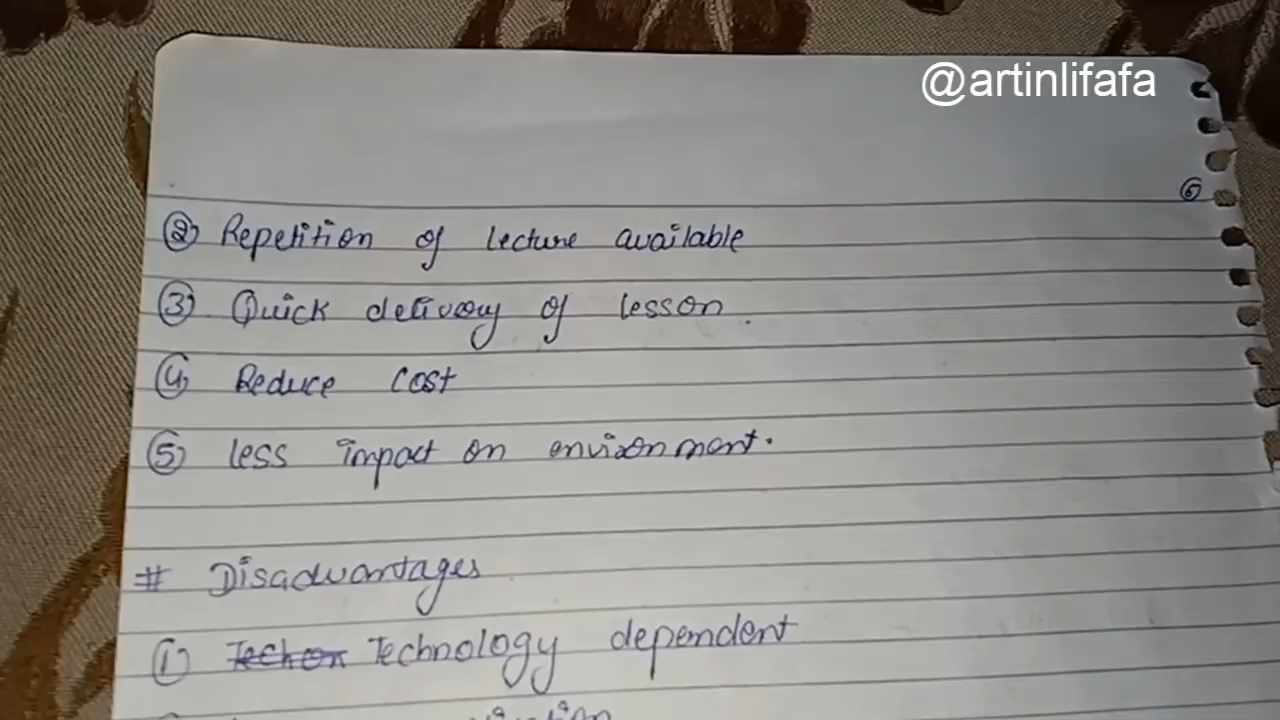 @artinlifafa
6
② Repetition of lecture available
③ Quick delivery of lesson.
④ Reduce cost
⑤ less impact on environment.
# Disadvantages
① Technology dependent